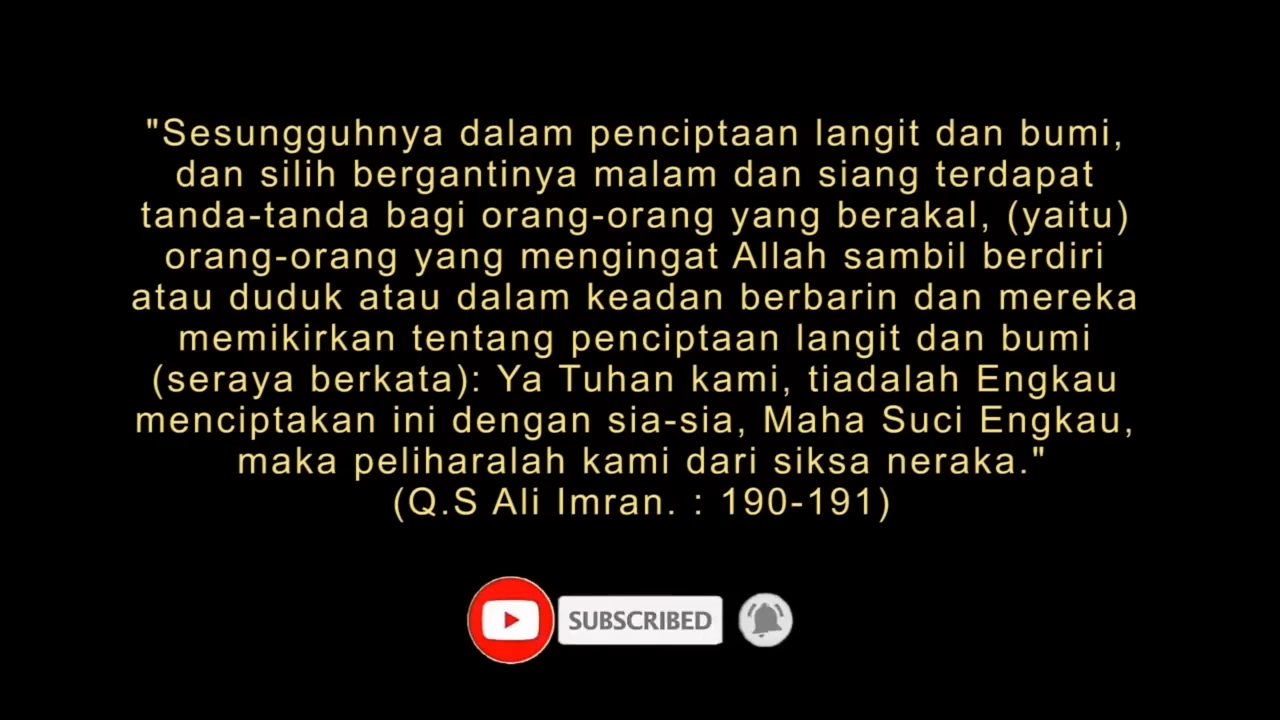 "Sesungguhnya dalam penciptaan langit dan bumi,
dan silih bergantinya malam dan siang terdapat
tanda-tanda bagi orang-orang yang berakal, (yaitu)
orang-orang yang mengingat Allah sambil berdiri
atau duduk atau dalam keadan berbarin dan mereka
memikirkan tentang penciptaan langit dan bumi
(seraya berkata): Ya Tuhan kami, tiadalah Engkau
menciptakan ini dengan sia-sia, Maha Suci Engkau,
maka peliharalah kami dari siksa neraka."
(Q.S Ali Imran. : 190-191)
SUBSCRIBED